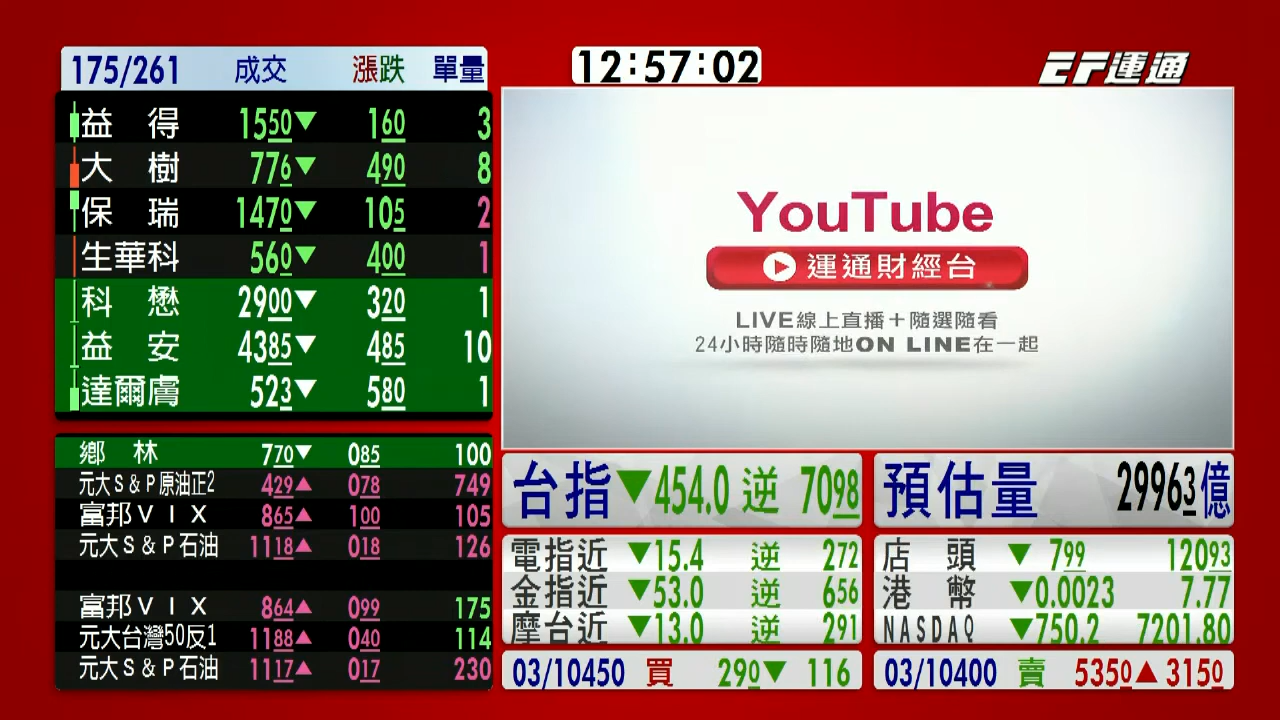 175/261 成交 漲跌 單量
益 得 1550▼ 160 3
大 樹 776▼ 490 8
保 瑞 1470▼ 105 2
生華科 560▼ 400 1
科 懋 2900▼ 320 1
益 安 4385▼ 485 10
達爾膚 523▼ 580 1
鄉 林 770▼ 085 100
元大S&P原油正2 429▲ 078 749
富邦VIX 865▲ 100 105
元大S&P石油 1118▲ 018 126
富邦VIX 864▲ 099 175
元大台灣50反1 1188▲ 040 114
元大S&P石油 1117▲ 017 230
12:57:02
EF運通
YouTube
運通財經台
LIVE線上直播+隨選隨看
24小時隨時隨地ON LINE在一起
台指▼454.0 逆 7098
預估量 29963億
電指近 ▼15.4 逆 272
金指近 ▼53.0 逆 656
摩台近 ▼13.0 逆 291
店 頭 ▼ 799 12093
港 幣 ▼0.0023 7.77
NASDAQ ▼750.2 7201.80
03/10450 買 290▼ 116
03/10400 賣 5350▲ 3150